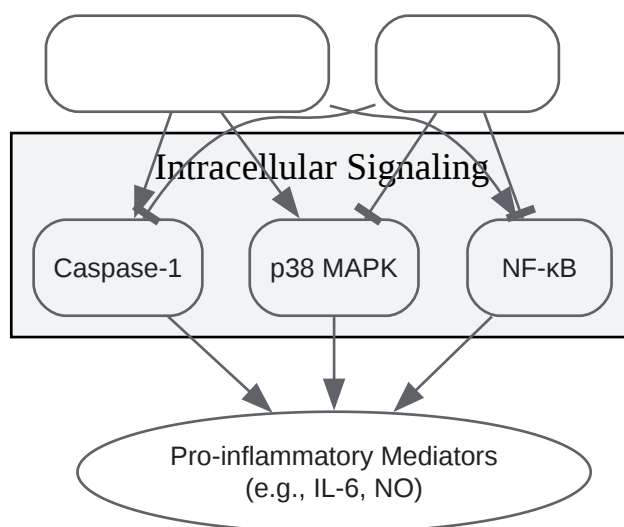 Intracellular Signaling
Caspase-1
p38 MAPK
NF-κB
Pro-inflammatory Mediators
(e.g., IL-6, NO)